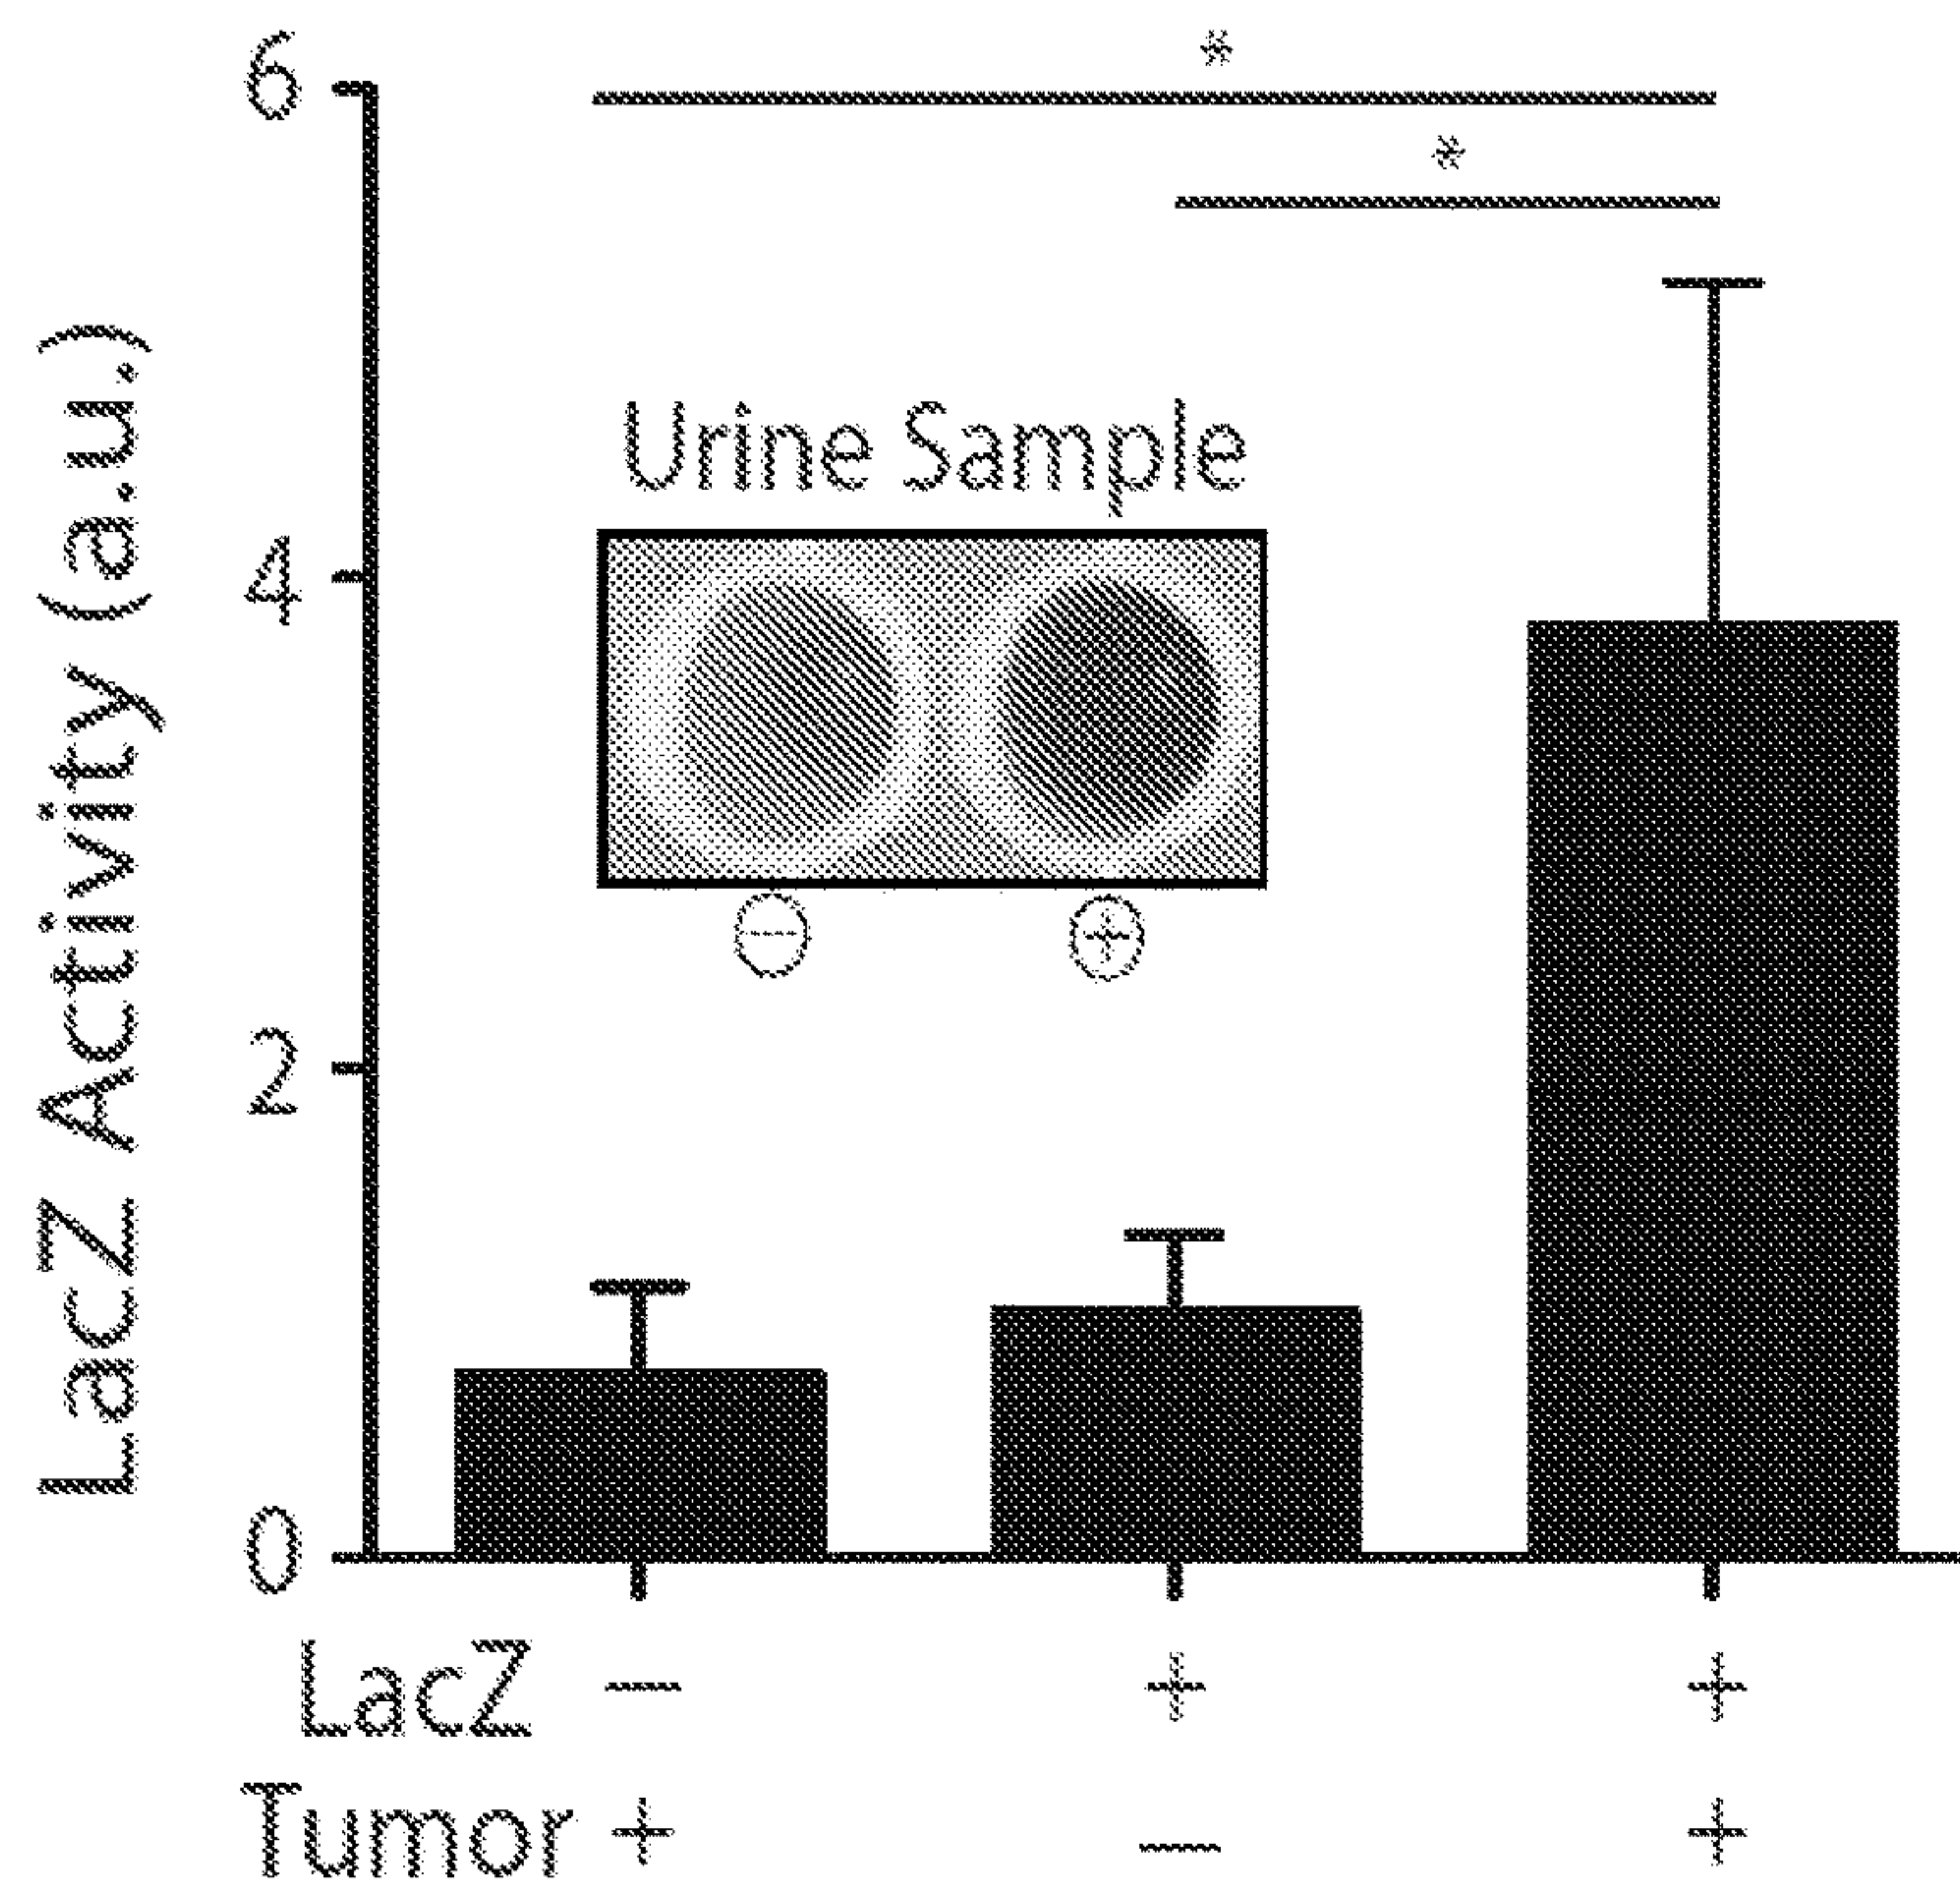 LacZ Activity (a.u.)
6
4
2
0
*
*
Urine Sample
⊖ ⊕
LacZ − + +
Tumor + − +